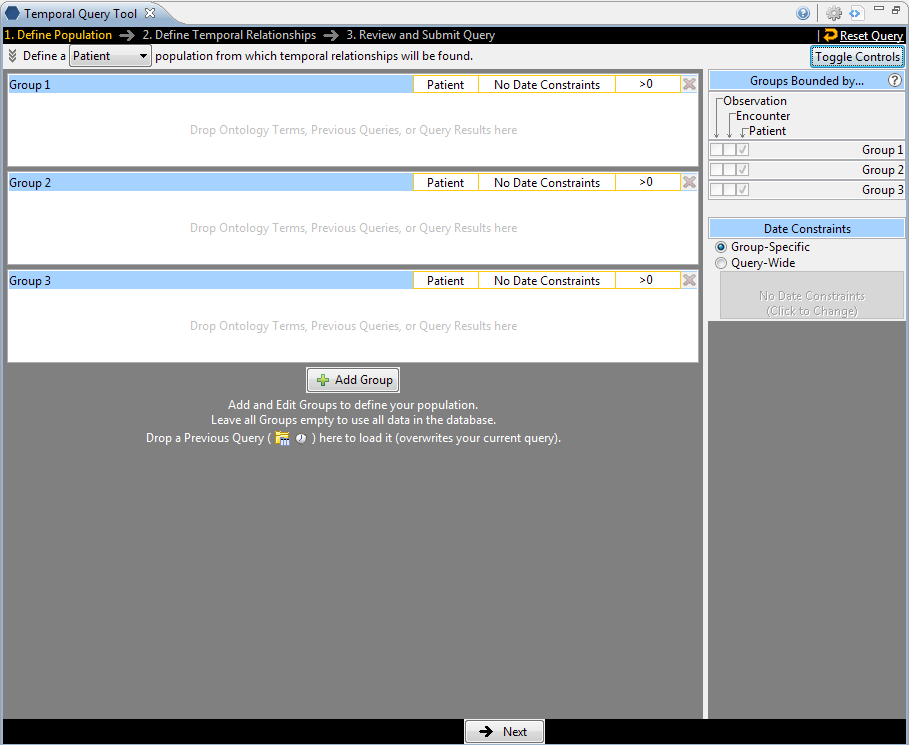 Temporal Query Tool
1. Define Population → 2. Define Temporal Relationships → 3. Review and Submit Query | Reset Query
Define a Patient population from which temporal relationships will be found. Toggle Controls
Group 1 Patient No Date Constraints >0
Drop Ontology Terms, Previous Queries, or Query Results here
Group 2 Patient No Date Constraints >0
Drop Ontology Terms, Previous Queries, or Query Results here
Group 3 Patient No Date Constraints >0
Drop Ontology Terms, Previous Queries, or Query Results here
Add Group
Add and Edit Groups to define your population.
Leave all Groups empty to use all data in the database.
Drop a Previous Query ( ) here to load it (overwrites your current query).
Groups Bounded by... ?
Observation
Encounter
Patient
Group 1
Group 2
Group 3
Date Constraints
Group-Specific
Query-Wide
No Date Constraints
(Click to Change)
Next